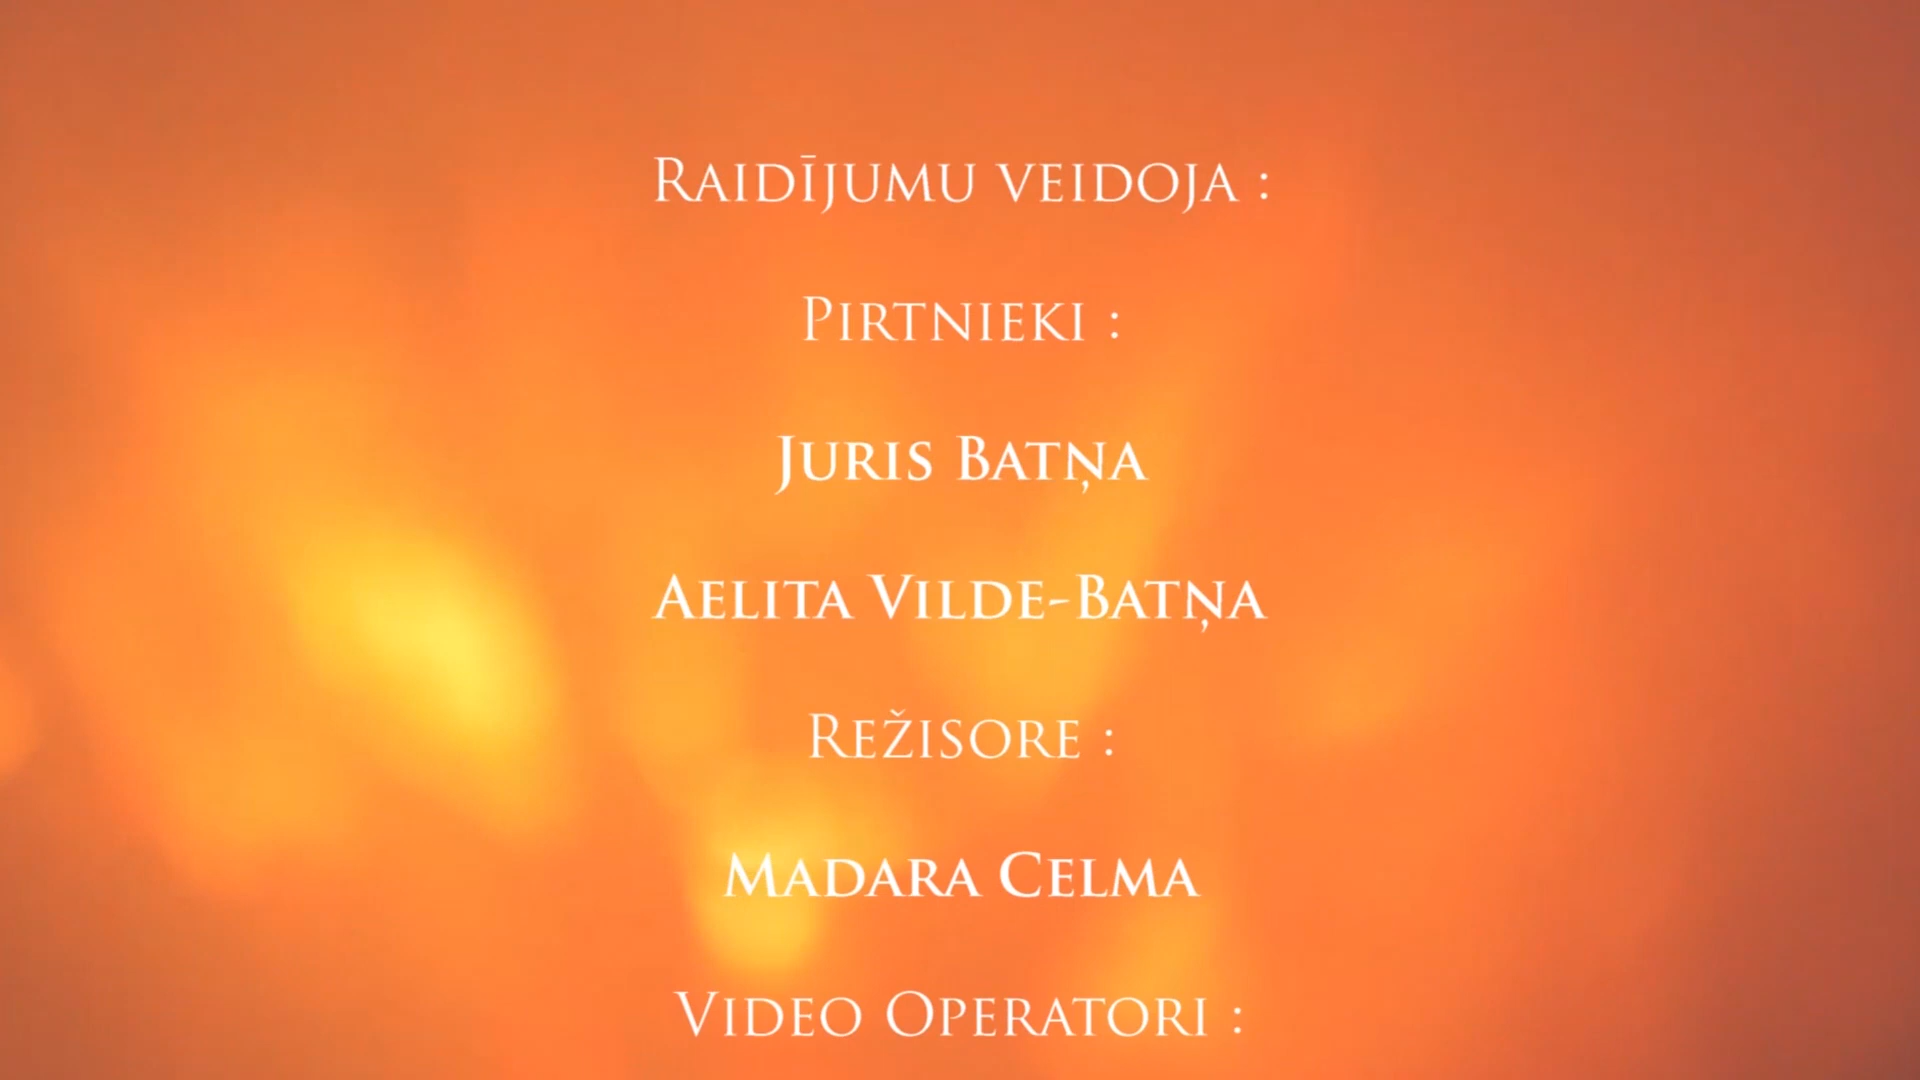 Raidījumu veidoja :
Pirtnieki :
Juris Batņa
Aelita Vilde-Batņa
Režisore :
Madara Celma
Video Operatori :